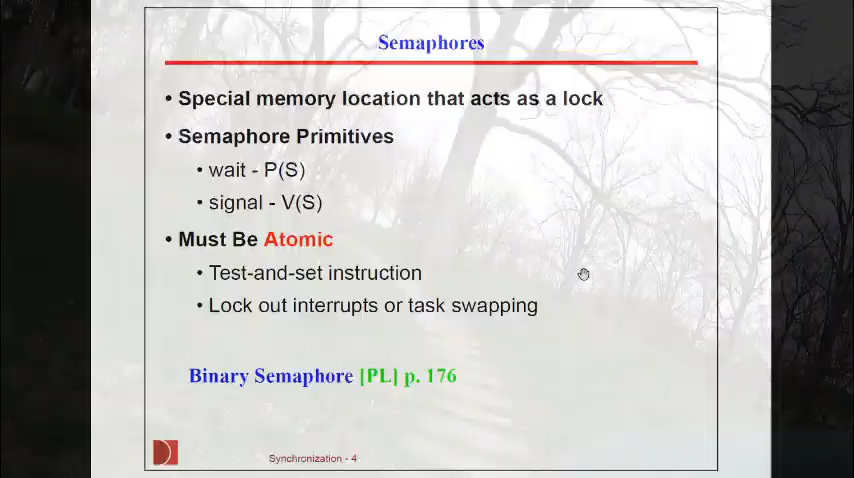 Semaphores
• Special memory location that acts as a lock
• Semaphore Primitives
• wait - P(S)
• signal - V(S)
• Must Be Atomic
• Test-and-set instruction
• Lock out interrupts or task swapping
Binary Semaphore [PL] p. 176
Synchronization - 4